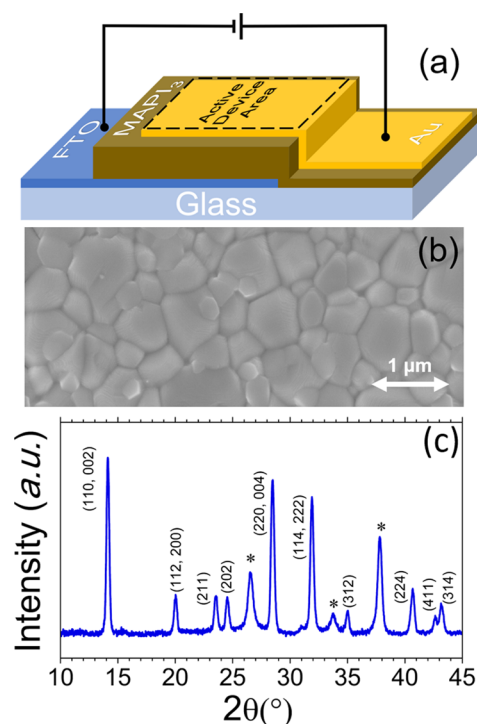 (a)
FTO
MAPI3
Active
Device
Area
Au
Glass
(b)
1 µm
(c)
Intensity (a.u.)
(110, 002)
(112, 200)
(211)
(202)
*
(220, 004)
(114, 222)
*
(312)
*
(224)
(411)
(314)
10 15 20 25 30 35 40 45
2θ(°)